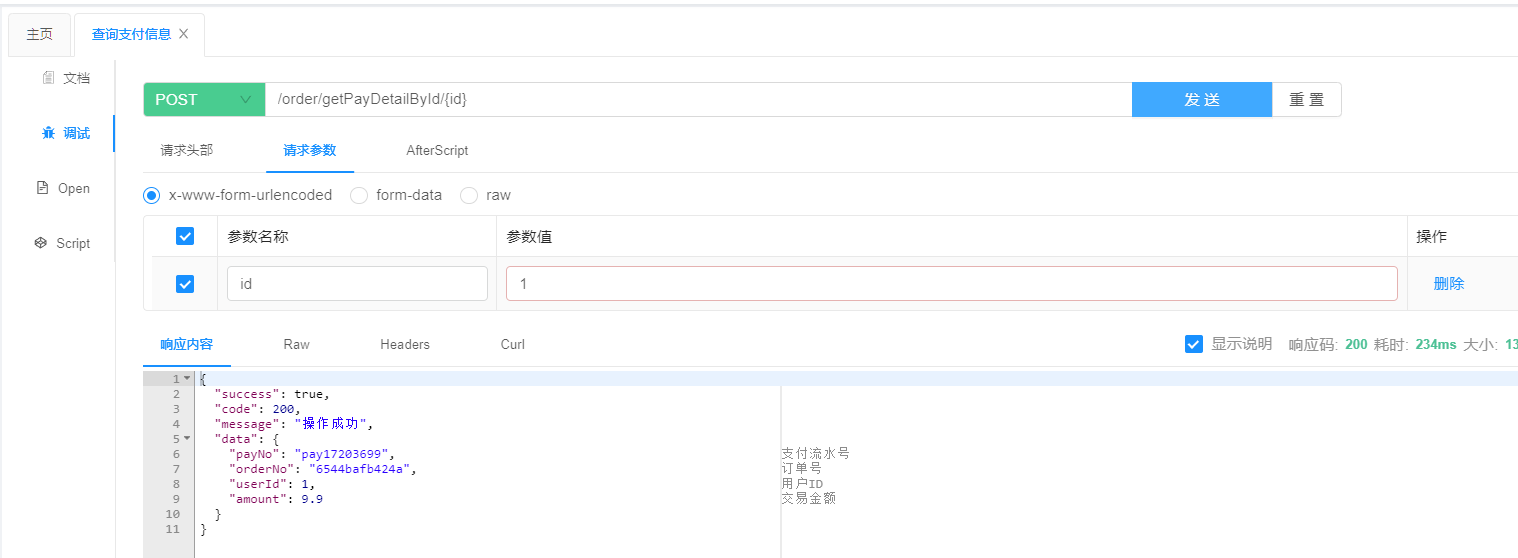 主页 查询支付信息
文档
调试
Open
Script
POST /order/getPayDetailById/{id} 发 送 重 置
请求头部 请求参数 AfterScript
x-www-form-urlencoded form-data raw
参数名称 参数值 操作
id 1 删除
响应内容 Raw Headers Curl 显示说明 响应码: 200 耗时: 234ms 大小: 13
1 {
2 "success": true,
3 "code": 200,
4 "message": "操作成功",
5 "data": {
6 "payNo": "pay17203699", 支付流水号
7 "orderNo": "6544bafb424a", 订单号
8 "userId": 1, 用户ID
9 "amount": 9.9 交易金额
10 }
11 }